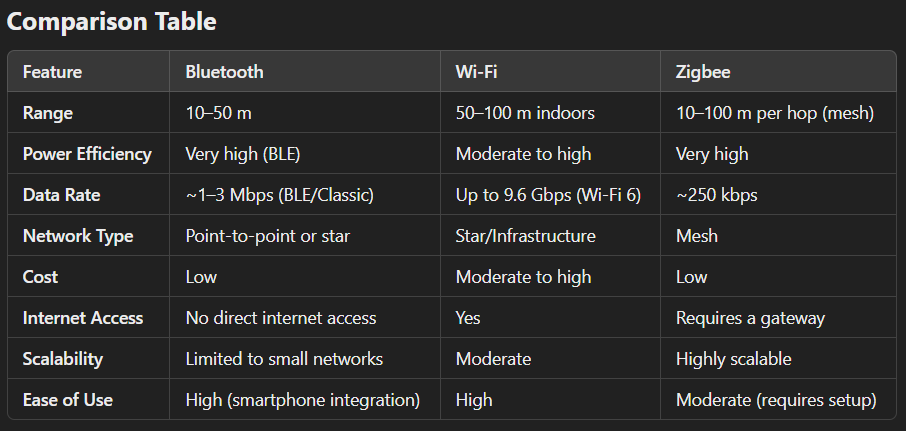 Comparison Table
Feature Bluetooth Wi-Fi Zigbee
Range 10–50 m 50–100 m indoors 10–100 m per hop (mesh)
Power Efficiency Very high (BLE) Moderate to high Very high
Data Rate ~1–3 Mbps (BLE/Classic) Up to 9.6 Gbps (Wi-Fi 6) ~250 kbps
Network Type Point-to-point or star Star/Infrastructure Mesh
Cost Low Moderate to high Low
Internet Access No direct internet access Yes Requires a gateway
Scalability Limited to small networks Moderate Highly scalable
Ease of Use High (smartphone integration) High Moderate (requires setup)